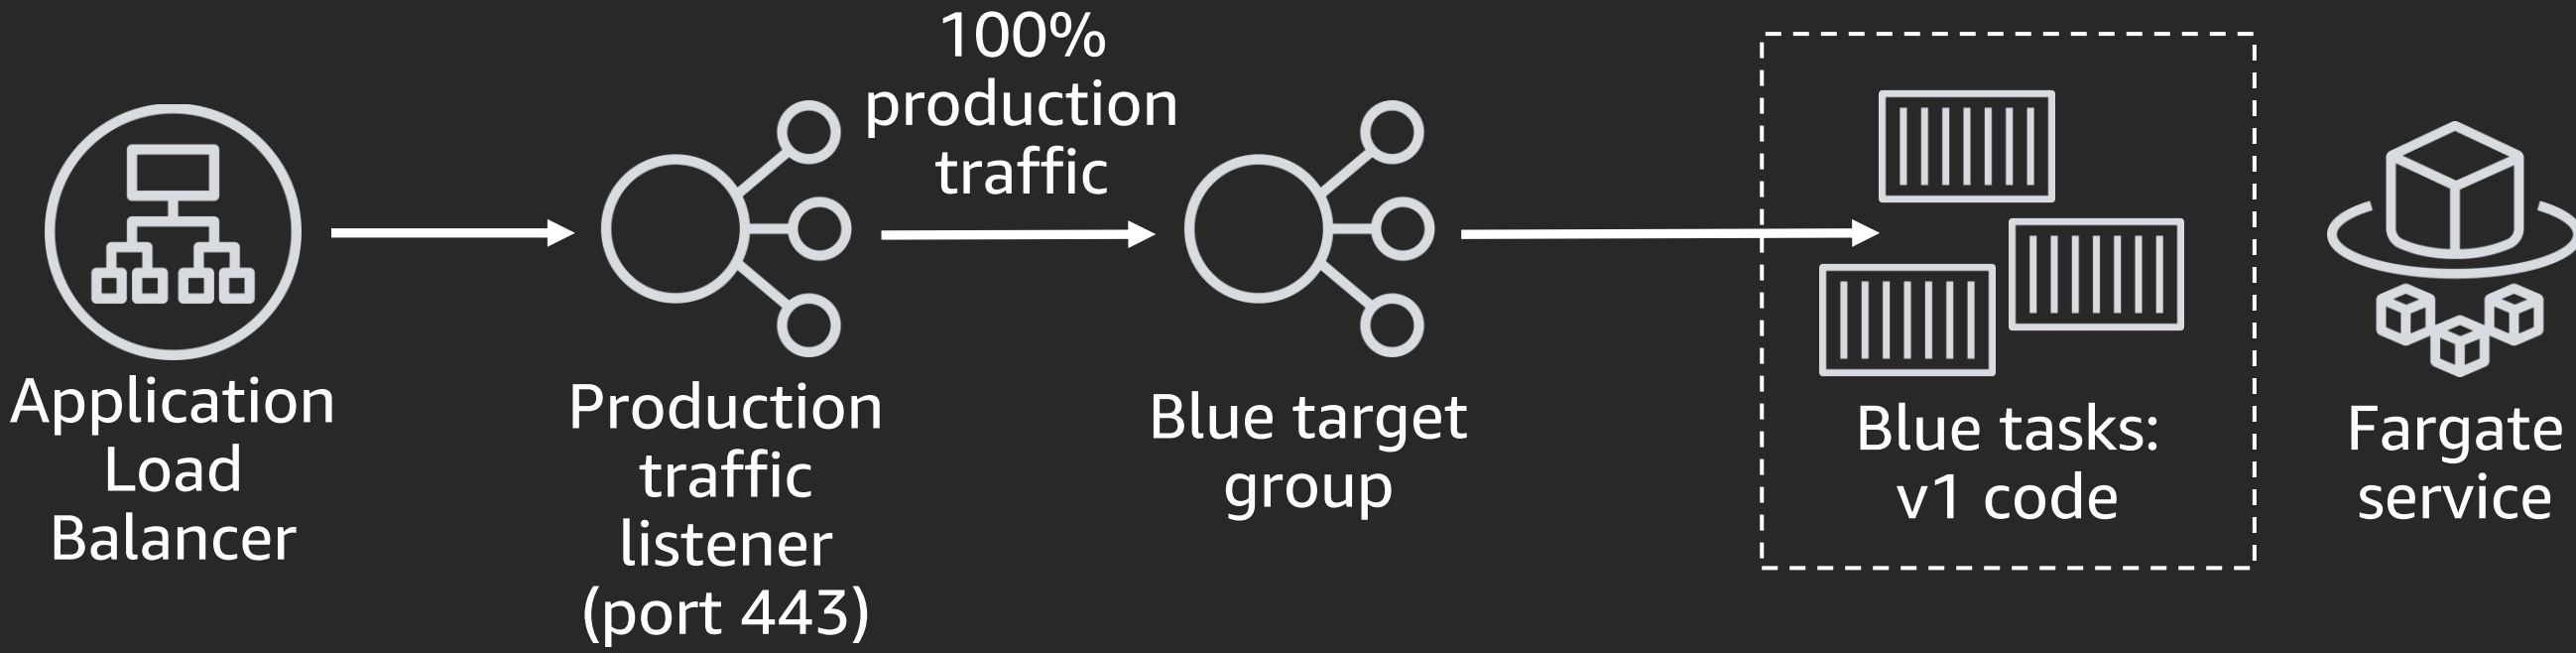 Application
Load
Balancer
Production
traffic
listener
(port 443)
100%
production
traffic
Blue target
group
Blue tasks:
v1 code
Fargate
service